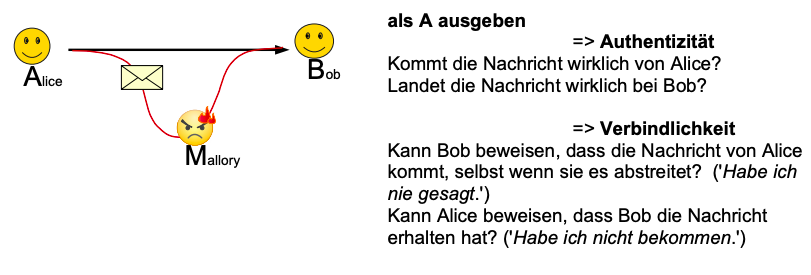 als A ausgeben
=> Authentizität
Kommt die Nachricht wirklich von Alice?
Landet die Nachricht wirklich bei Bob?
=> Verbindlichkeit
Kann Bob beweisen, dass die Nachricht von Alice
kommt, selbst wenn sie es abstreitet?  ('Habe ich
nie gesagt.')
Kann Alice beweisen, dass Bob die Nachricht
erhalten hat? ('Habe ich nicht bekommen.')
Alice
Bob
Mallory